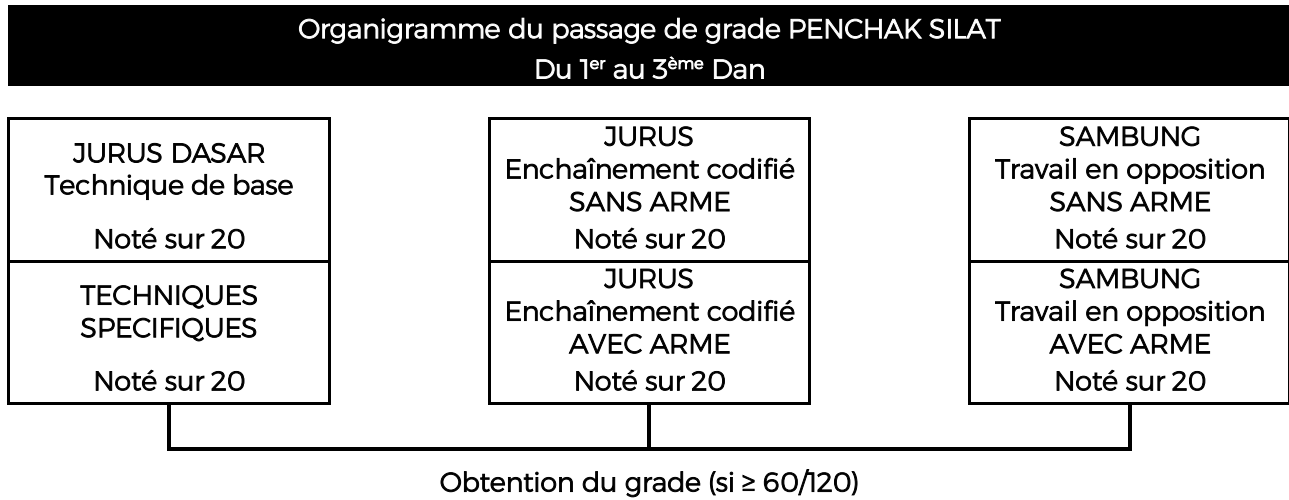 Organigramme du passage de grade PENCHAK SILAT
Du 1er au 3ème Dan
JURUS DASAR
Technique de base
Noté sur 20
TECHNIQUES
SPECIFIQUES
Noté sur 20
JURUS
Enchaînement codifié
SANS ARME
Noté sur 20
JURUS
Enchaînement codifié
AVEC ARME
Noté sur 20
SAMBUNG
Travail en opposition
SANS ARME
Noté sur 20
SAMBUNG
Travail en opposition
AVEC ARME
Noté sur 20
Obtention du grade (si ≥ 60/120)